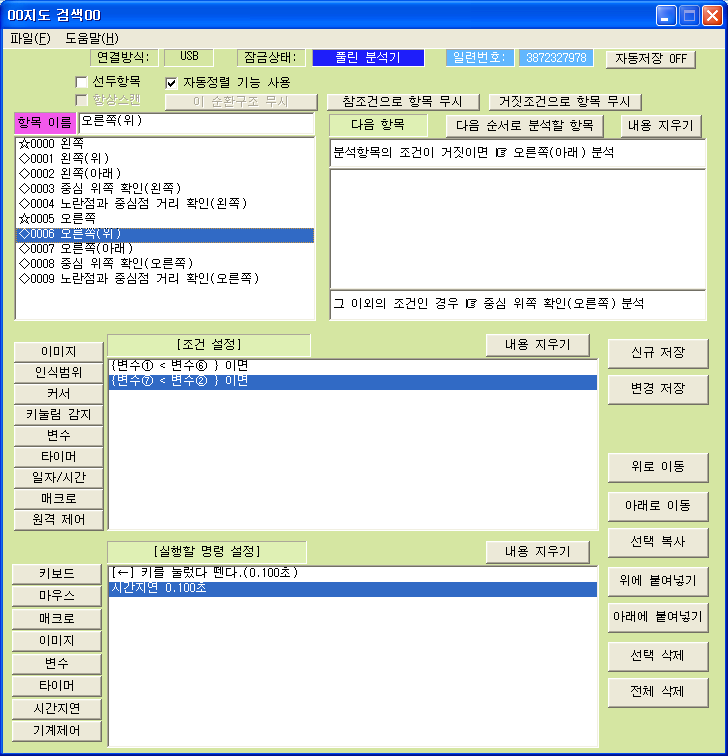 00지도 검색00
파일(F) 도움말(H)
연결방식: USB 잠금상태: 풀린 분석기 일련번호: 3872327978 자동저장 OFF
선두항목 자동정렬 기능 사용
항상스캔 이 순환구조 무시 참조건으로 항목 무시 거짓조건으로 항목 무시
항목 이름 오른쪽(위) 다음 항목 다음 순서로 분석할 항목 내용 지우기
☆0000 왼쪽
◇0001 왼쪽(위)
◇0002 왼쪽(아래)
◇0003 중심 위쪽 확인(왼쪽)
◇0004 노란점과 중심점 거리 확인(왼쪽)
☆0005 오른쪽
◇0006 오른쪽(위)
◇0007 오른쪽(아래)
◇0008 중심 위쪽 확인(오른쪽)
◇0009 노란점과 중심점 거리 확인(오른쪽)
분석항목의 조건이 거짓이면 ☞ 오른쪽(아래) 분석
그 이외의 조건인 경우 ☞ 중심 위쪽 확인(오른쪽) 분석
[조건 설정] 내용 지우기
이미지
인식범위
커서
키눌림 감지
변수
타이머
일자/시간
매크로
원격 제어
{변수① < 변수⑥ } 이면
{변수⑦ < 변수② } 이면
신규 저장
변경 저장
위로 이동
아래로 이동
선택 복사
위에 붙여넣기
아래에 붙여넣기
선택 삭제
전체 삭제
[실행할 명령 설정] 내용 지우기
키보드
마우스
매크로
이미지
변수
타이머
시간지연
기계제어
[←] 키를 눌렀다 뗀다.(0.100초)
시간지연 0.100초